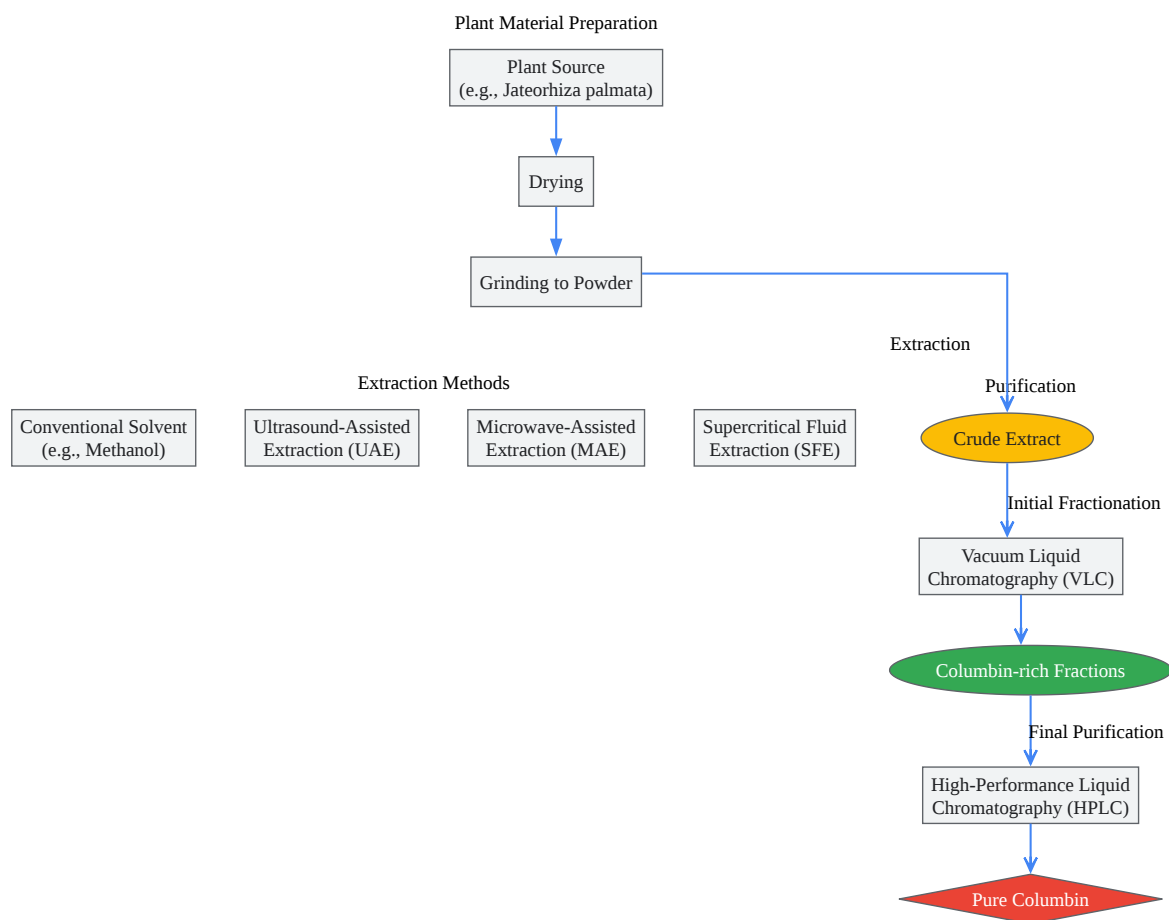 Plant Material Preparation
Plant Source
(e.g., Jateorhiza palmata)
Drying
Grinding to Powder
Extraction
Extraction Methods
Purification
Conventional Solvent
(e.g., Methanol)
Ultrasound-Assisted
Extraction (UAE)
Microwave-Assisted
Extraction (MAE)
Supercritical Fluid
Extraction (SFE)
Crude Extract
Initial Fractionation
Vacuum Liquid
Chromatography (VLC)
Columbin-rich Fractions
Final Purification
High-Performance Liquid
Chromatography (HPLC)
Pure Columbin